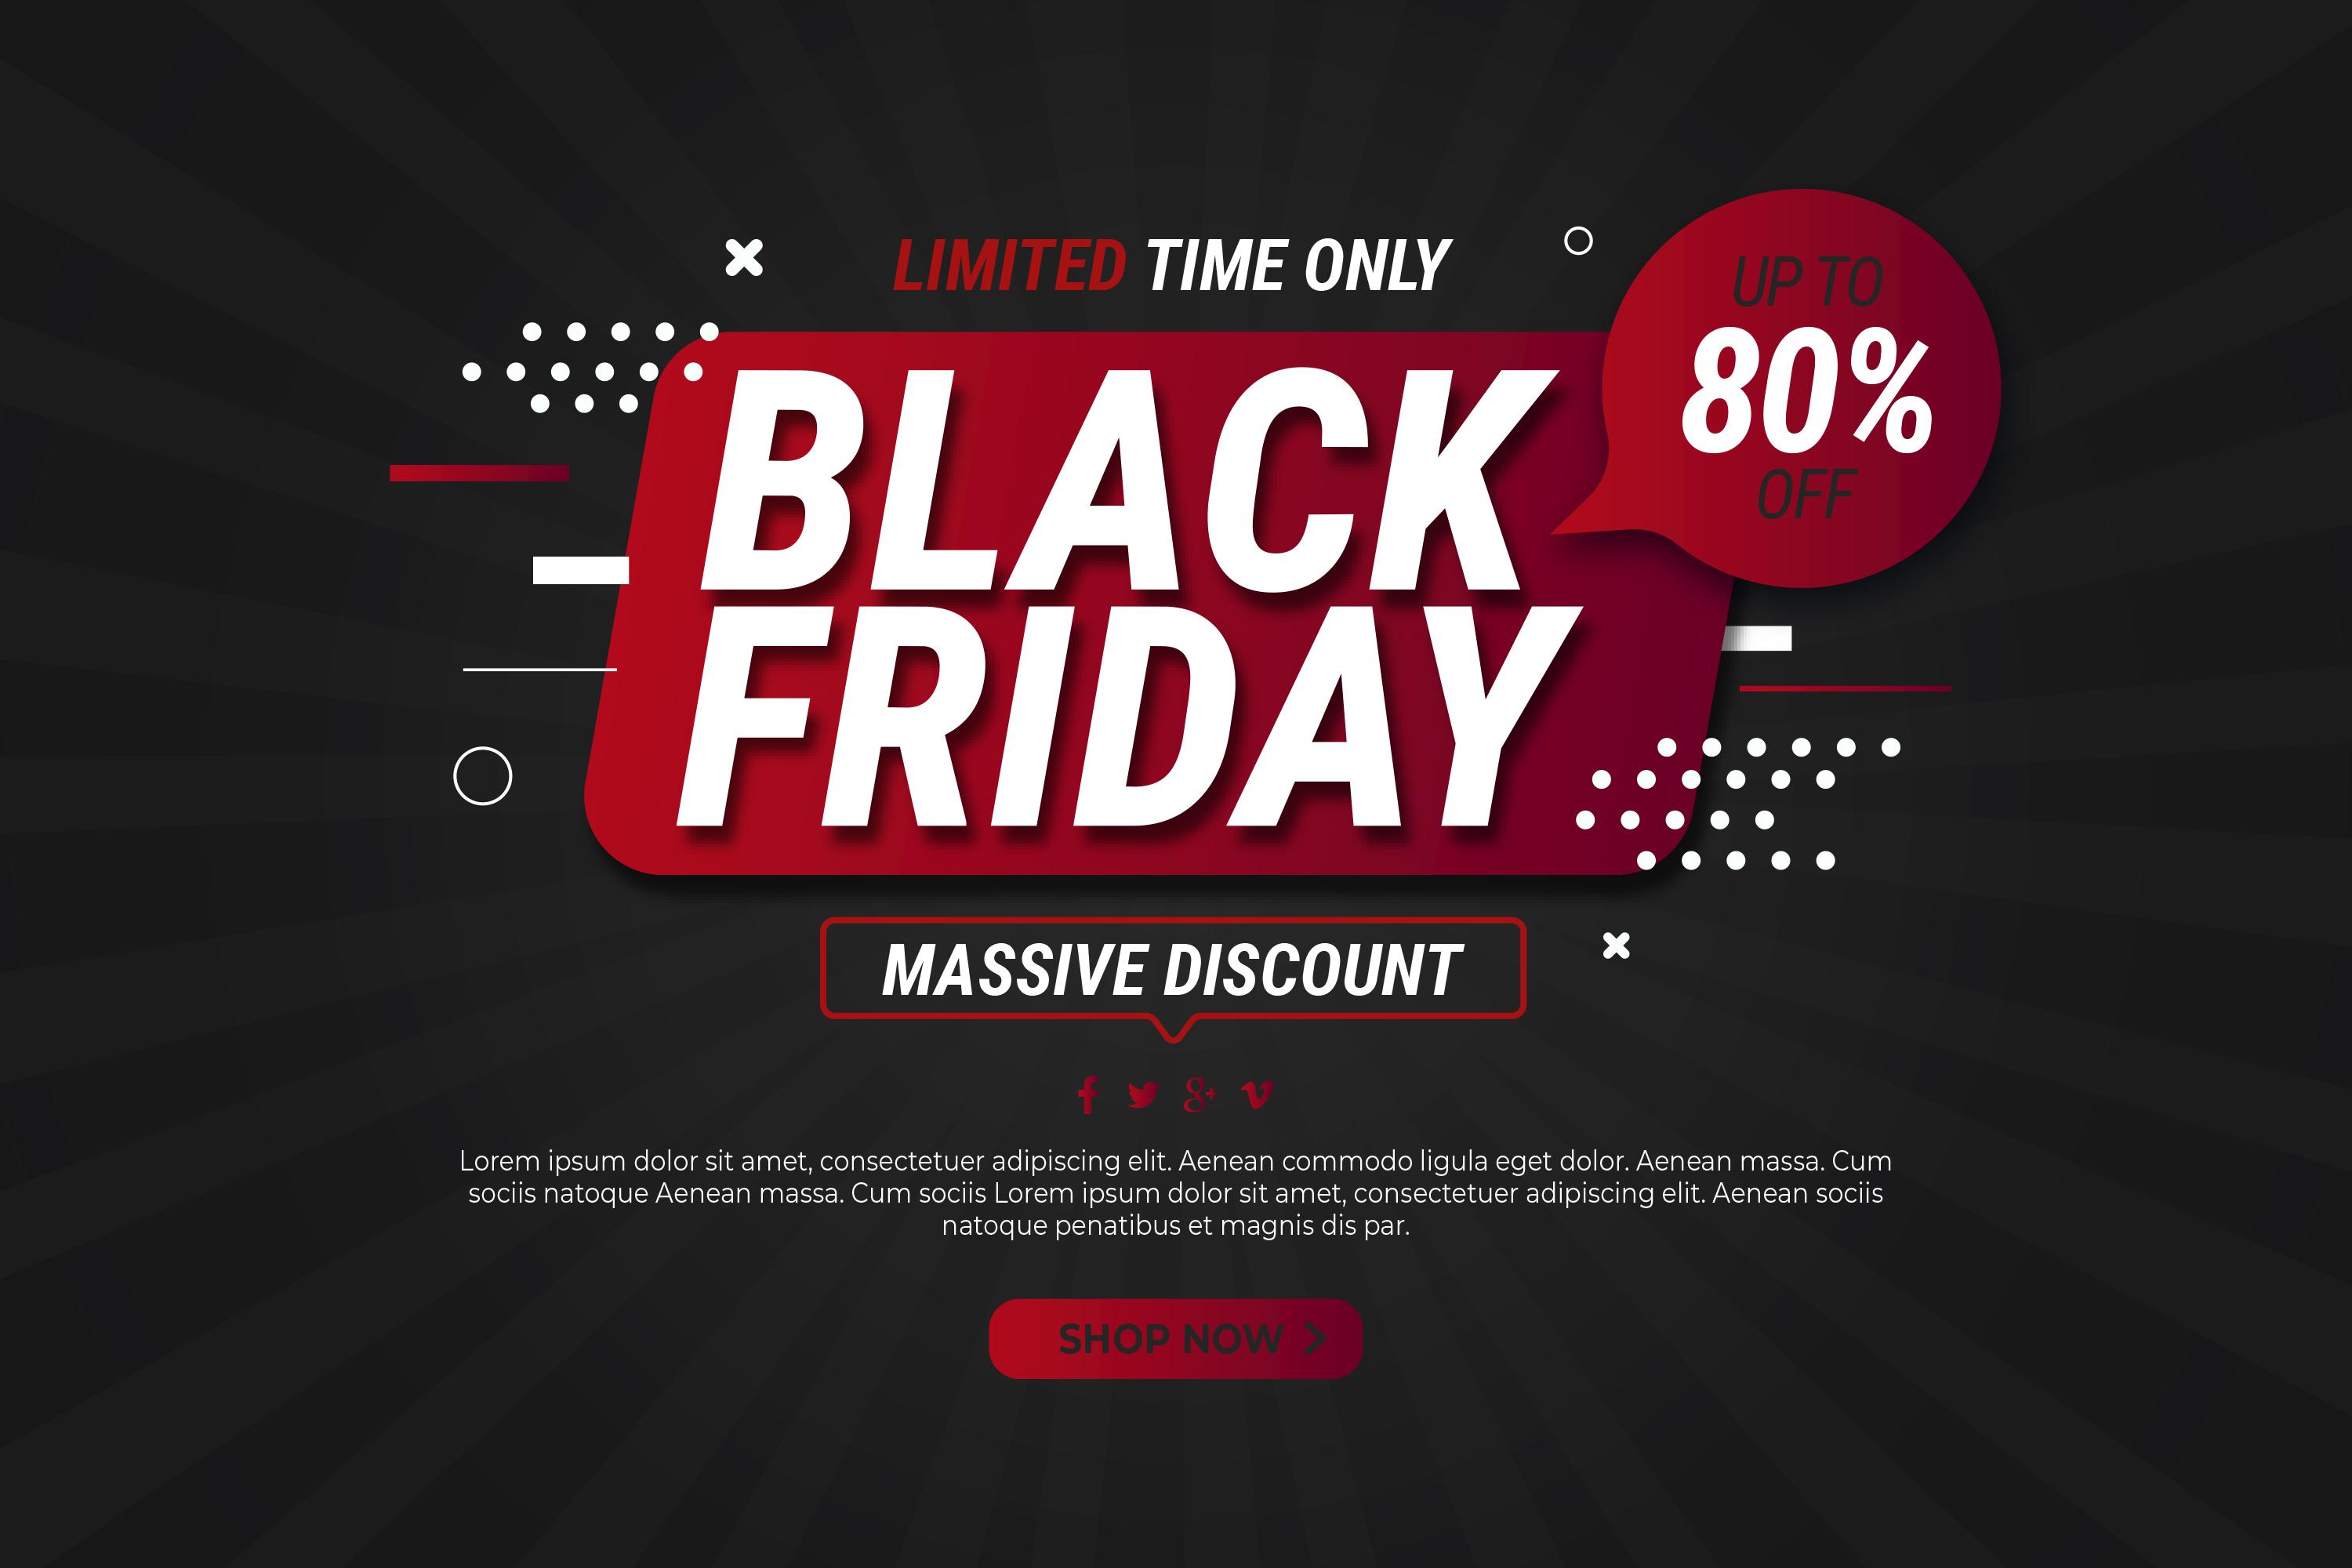 LIMITED TIME ONLY
UP TO
80%
OFF
BLACK
FRIDAY
MASSIVE DISCOUNT
Lorem ipsum dolor sit amet, consectetuer adipiscing elit. Aenean commodo ligula eget dolor. Aenean massa. Cum
sociis natoque Aenean massa. Cum sociis Lorem ipsum dolor sit amet, consectetuer adipiscing elit. Aenean sociis
natoque penatibus et magnis dis par.
SHOP NOW